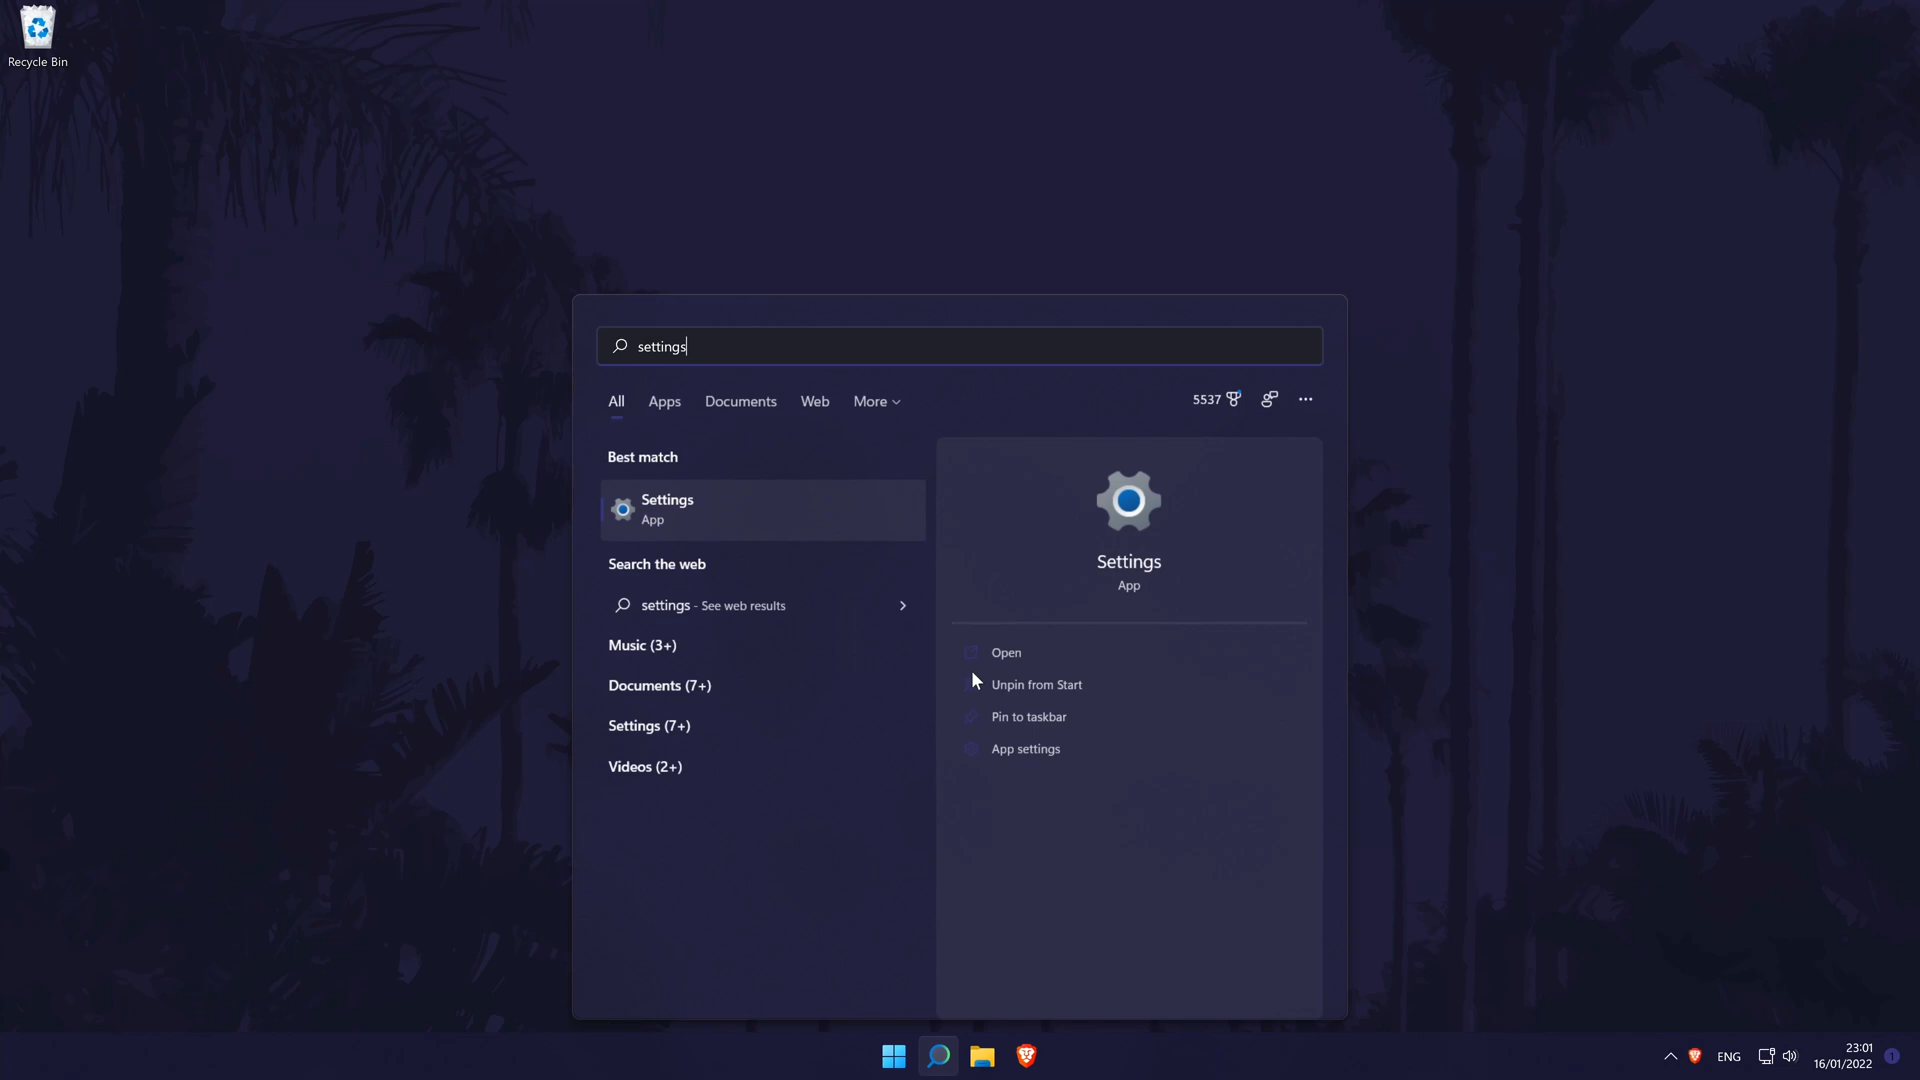 Recycle Bin
settings
All Apps Documents Web More
5537
Best match
Settings
App
Search the web
settings - See web results
Music (3+)
Documents (7+)
Settings (7+)
Videos (2+)
Settings
App
Open
Unpin from Start
Pin to taskbar
App settings
ENG
23:01
16/01/2022
1